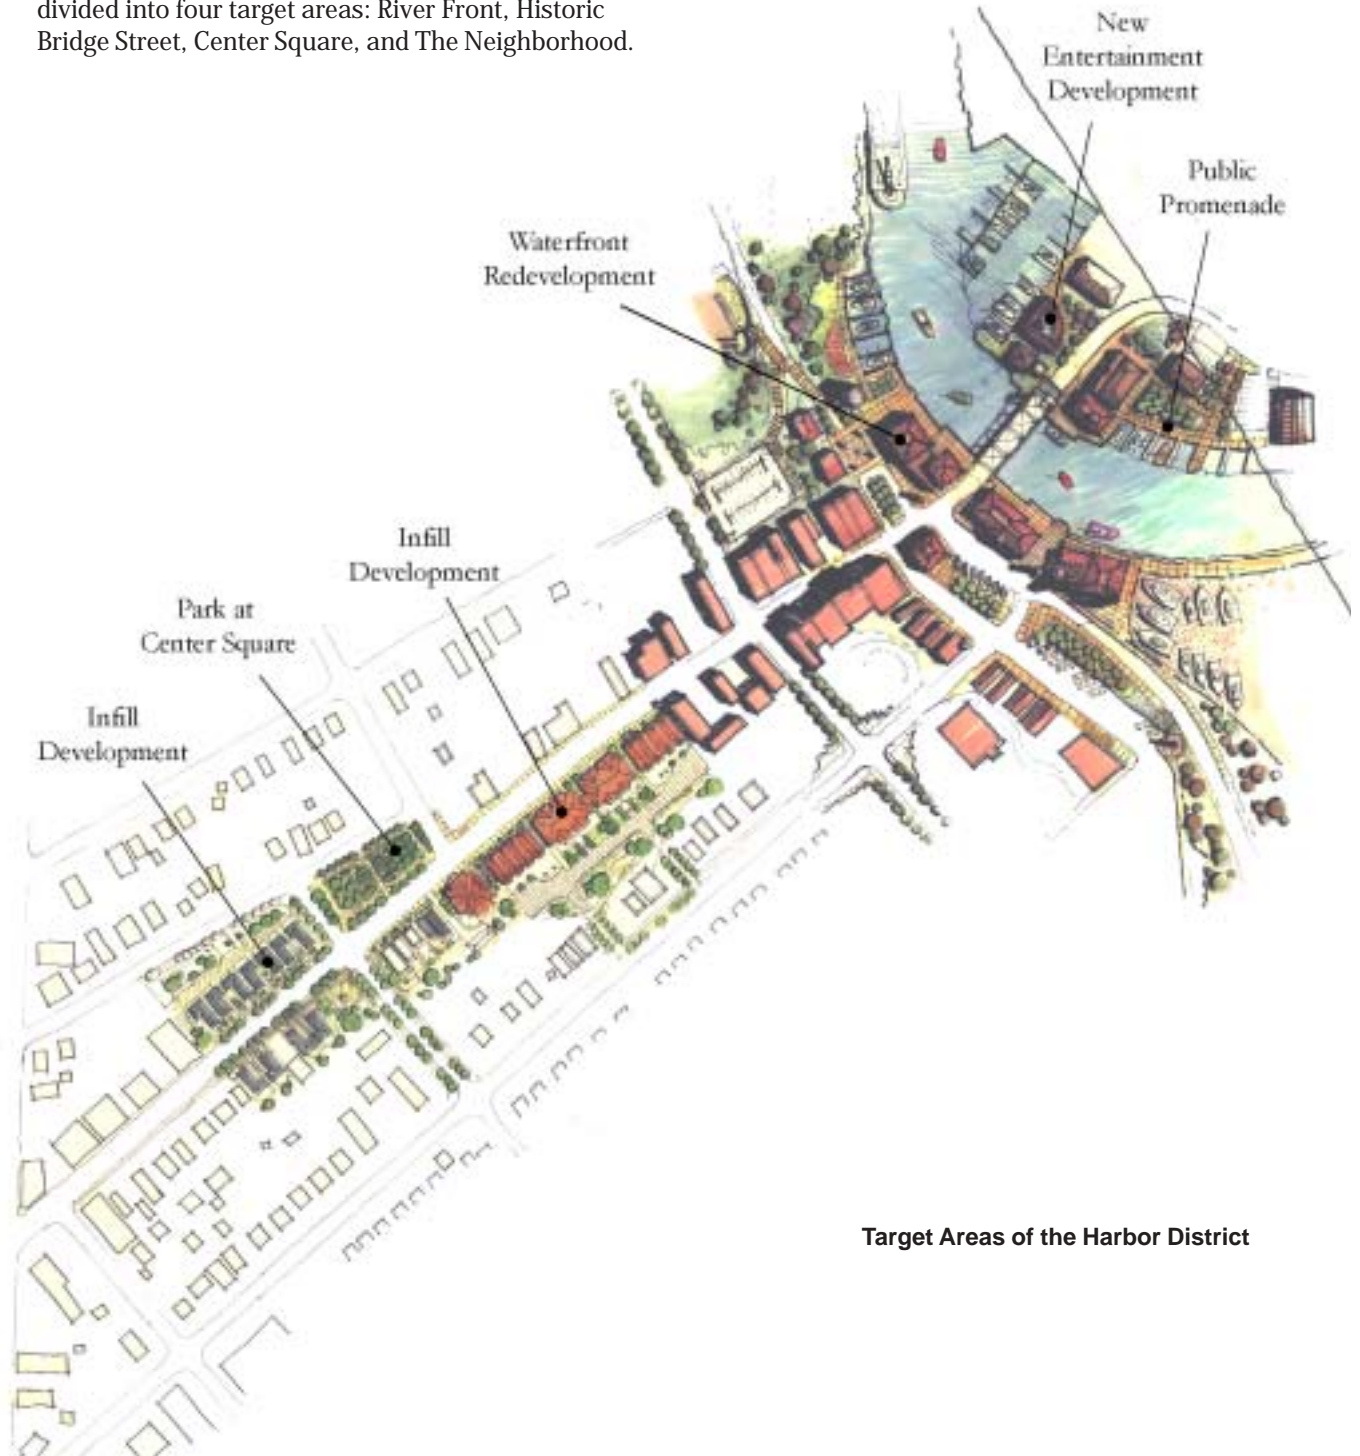 divided into four target areas: River Front, Historic
Bridge Street, Center Square, and The Neighborhood.
New
Entertainment
Development
Public
Promenade
Waterfront
Redevelopment
Infill
Development
Park at
Center Square
Infill
Development
Target Areas of the Harbor District